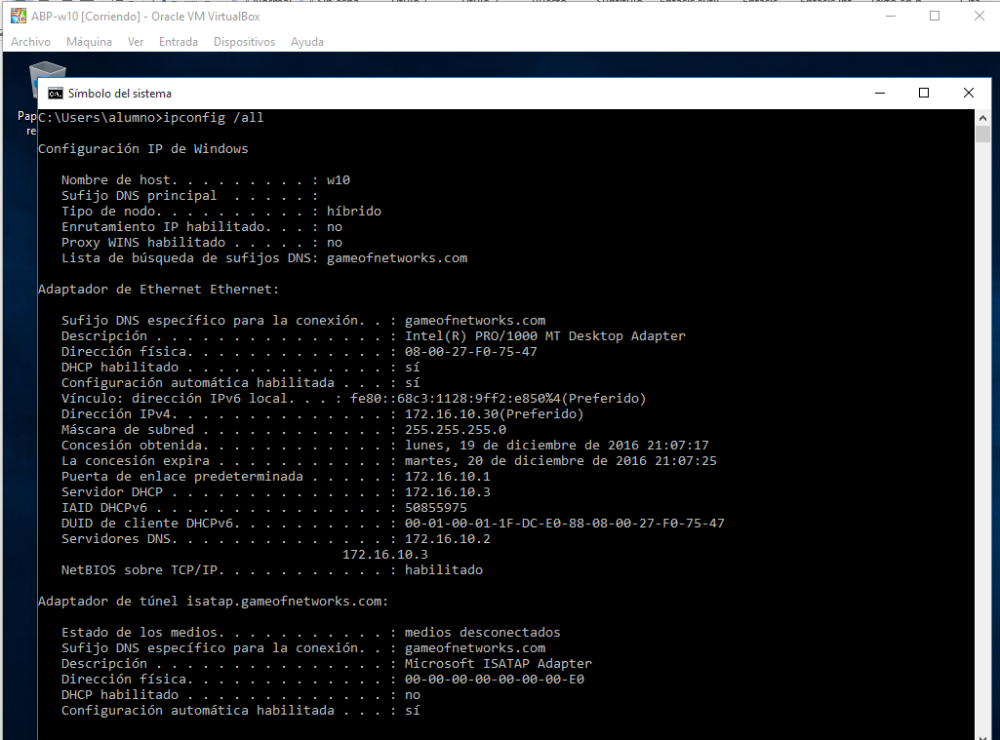 ABP-w10 [Corriendo] - Oracle VM VirtualBox
Archivo Máquina Ver Entrada Dispositivos Ayuda
Símbolo del sistema
C:\Users\alumno>ipconfig /all
Configuración IP de Windows
Nombre de host. . . . . . . . . : w10
Sufijo DNS principal  . . . . . :
Tipo de nodo. . . . . . . . . . : híbrido
Enrutamiento IP habilitado. . . : no
Proxy WINS habilitado . . . . . : no
Lista de búsqueda de sufijos DNS: gameofnetworks.com
Adaptador de Ethernet Ethernet:
Sufijo DNS específico para la conexión. . : gameofnetworks.com
Descripción . . . . . . . . . . . . . . . : Intel(R) PRO/1000 MT Desktop Adapter
Dirección física. . . . . . . . . . . . . : 08-00-27-F0-75-47
DHCP habilitado . . . . . . . . . . . . . : sí
Configuración automática habilitada . . . : sí
Vínculo: dirección IPv6 local. . . : fe80::68c3:1128:9ff2:e850%4(Preferido)
Dirección IPv4. . . . . . . . . . . . . . : 172.16.10.30(Preferido)
Máscara de subred . . . . . . . . . . . . : 255.255.255.0
Concesión obtenida. . . . . . . . . . . . : lunes, 19 de diciembre de 2016 21:07:17
La concesión expira . . . . . . . . . . . : martes, 20 de diciembre de 2016 21:07:25
Puerta de enlace predeterminada . . . . . : 172.16.10.1
Servidor DHCP . . . . . . . . . . . . . . : 172.16.10.3
IAID DHCPv6 . . . . . . . . . . . . . . . : 50855975
DUID de cliente DHCPv6. . . . . . . . . . : 00-01-00-01-1F-DC-E0-88-08-00-27-F0-75-47
Servidores DNS. . . . . . . . . . . . . . : 172.16.10.2
172.16.10.3
NetBIOS sobre TCP/IP. . . . . . . . . . . : habilitado
Adaptador de túnel isatap.gameofnetworks.com:
Estado de los medios. . . . . . . . . . . : medios desconectados
Sufijo DNS específico para la conexión. . : gameofnetworks.com
Descripción . . . . . . . . . . . . . . . : Microsoft ISATAP Adapter
Dirección física. . . . . . . . . . . . . : 00-00-00-00-00-00-00-E0
DHCP habilitado . . . . . . . . . . . . . : no
Configuración automática habilitada . . . : sí